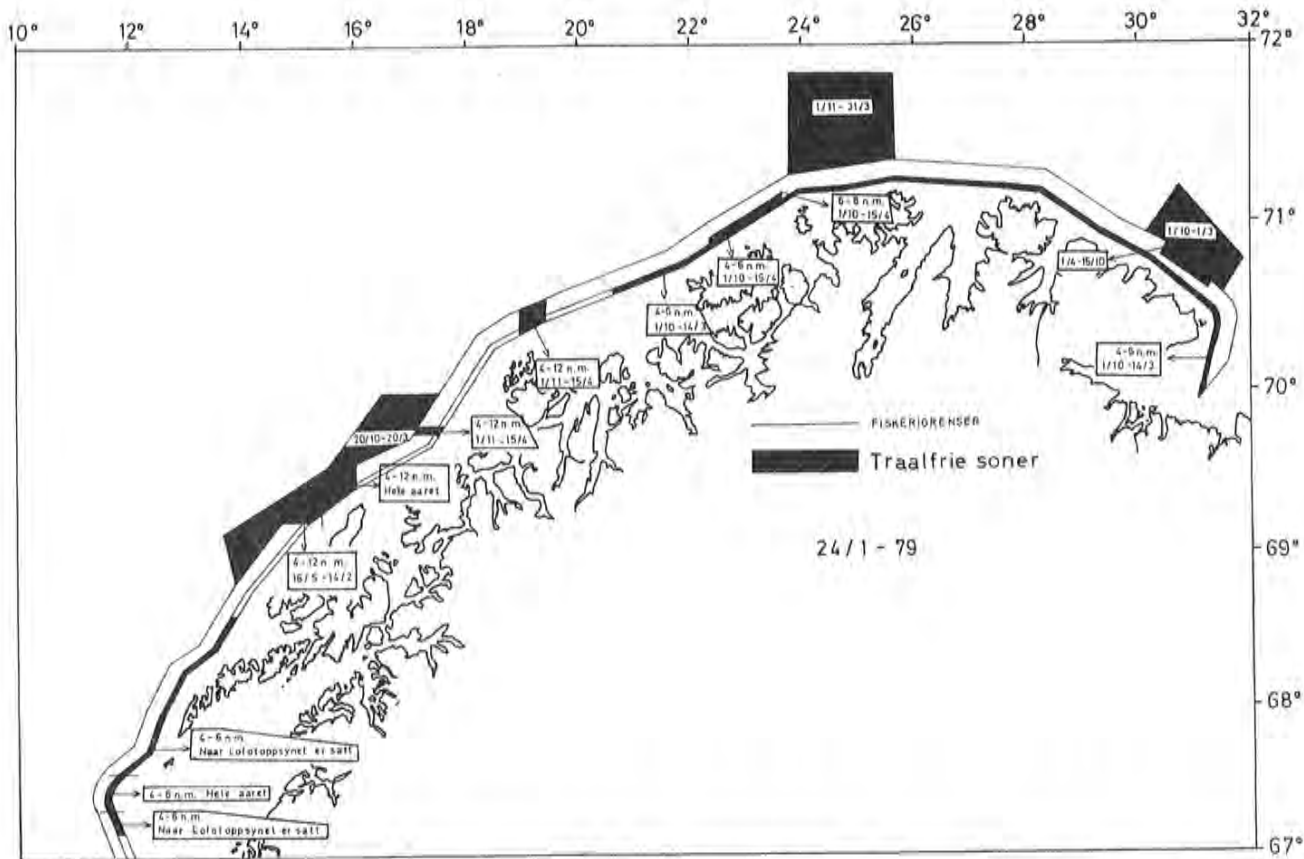 10° 12° 14° 16° 18° 20° 22° 24° 26° 28° 30° 32°
72°
1/11-31/3
71°
6-8 n.m.
1/10-15/4
1/10-1/3
1/4-15/10
4-6 n.m.
1/10-15/4
4-6 n.m.
1/10-14/3
4-6 n.m.
1/10-14/3
70°
4-12 n.m.
1/11-15/4
20/10-20/3
4-12 n.
1/11-15/4
FISKERIGRENSER
Traalfrie soner
4-12 n.m.
Hele aaret
24/1 - 79
69°
4-12 n m.
16/5-14/2
68°
4-6 n.m.
Naar Lofotoppsynet er satt
4-6 n.m. Hele aaret
4-6 n.m
Naar Lofotoppsynet er satt
67°